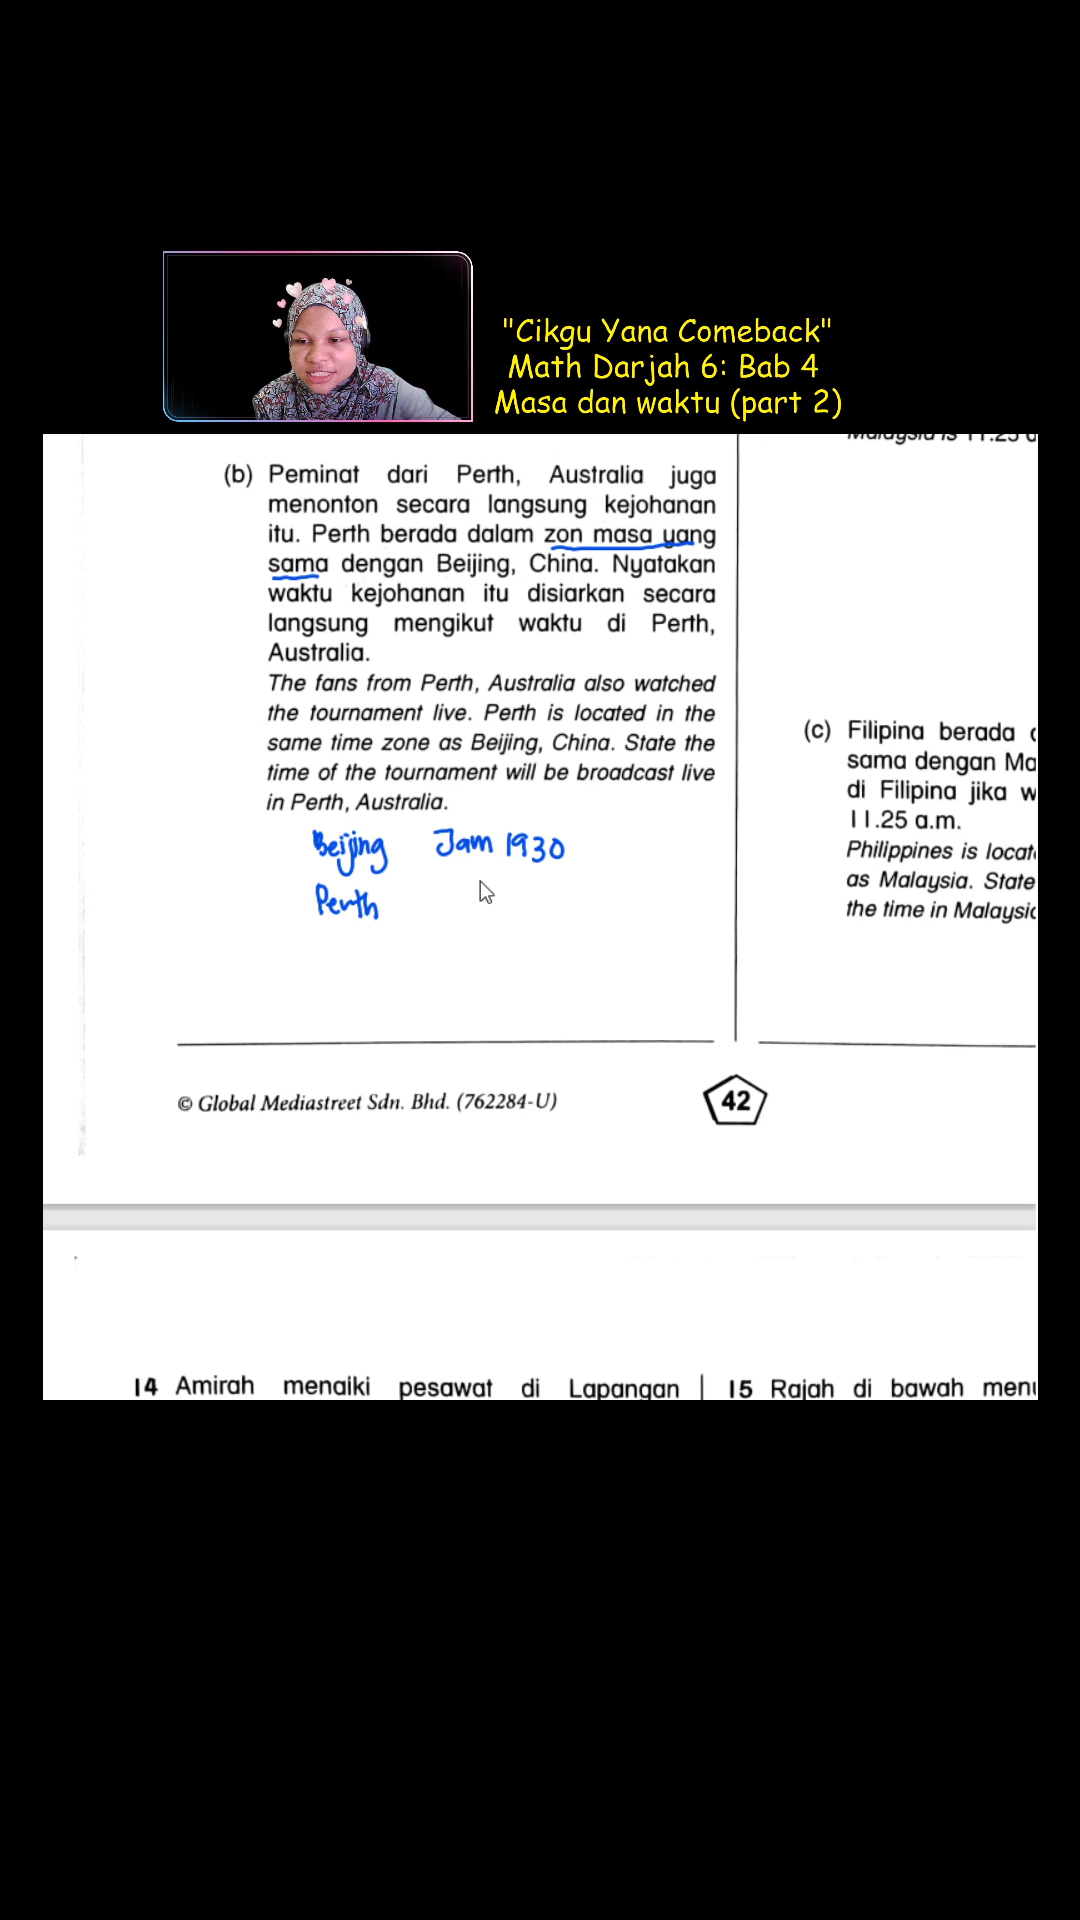 "Cikgu Yana Comeback"
Math Darjah 6: Bab 4
Masa dan waktu (part 2)
(b) Peminat dari Perth, Australia juga
menonton secara langsung kejohanan
itu. Perth berada dalam zon masa yang
sama dengan Beijing, China. Nyatakan
waktu kejohanan itu disiarkan secara
langsung mengikut waktu di Perth,
Australia.
The fans from Perth, Australia also watched
the tournament live. Perth is located in the
same time zone as Beijing, China. State the
time of the tournament will be broadcast live
in Perth, Australia.
Beijing Jam 1930
Perth
(c) Filipina berada
sama dengan
di Filipina jika
11.25 a.m.
Philippines is
as Malaysia. State
the time in
© Global Mediastreet Sdn. Bhd. (762284-U)
42
14 Amirah menaiki pesawat di Lapangan
15 Rajah di bawah